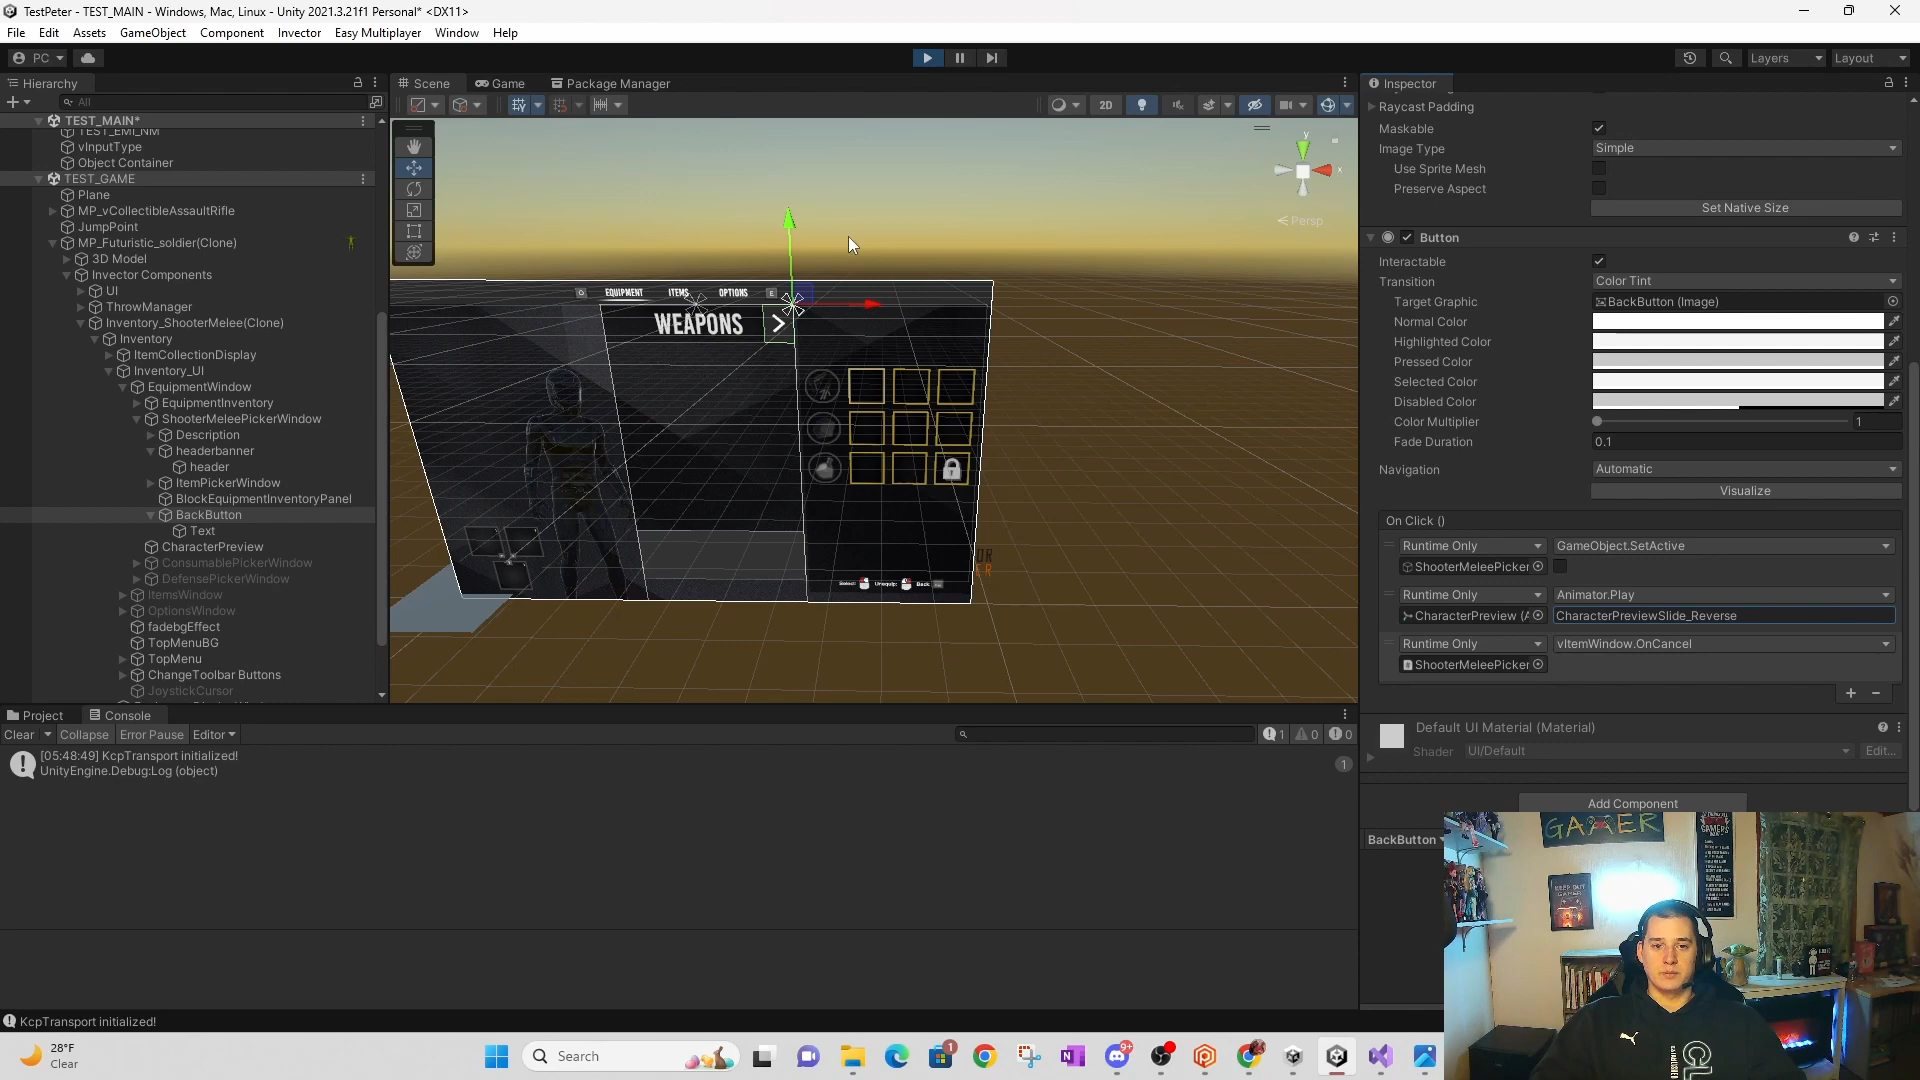 TestPeter - TEST_MAIN - Windows, Mac, Linux - Unity 2021.3.21f1 Personal* <DX11>
File Edit Assets GameObject Component Invector Easy Multiplayer Window Help
PC
Layers
Layout
Hierarchy
All
TEST_MAIN*
TEST_EMI_NM
vInputType
Object Container
TEST_GAME
Plane
MP_vCollectibleAssaultRifle
JumpPoint
MP_Futuristic_soldier(Clone)
3D Model
Invector Components
UI
ThrowManager
Inventory_ShooterMelee(Clone)
Inventory
ItemCollectionDisplay
Inventory_UI
EquipmentWindow
EquipmentInventory
ShooterMeleePickerWindow
Description
headerbanner
header
ItemPickerWindow
BlockEquipmentInventoryPanel
BackButton
Text
CharacterPreview
ConsumablePickerWindow
DefensePickerWindow
ItemsWindow
OptionsWindow
fadebgEffect
TopMenuBG
TopMenu
ChangeToolbar Buttons
JoystickCursor
Scene Game Package Manager
2D
y
x
Persp
Q EQUIPMENT ITEMS OPTIONS E
WEAPONS
Select: Unequip: Back
Project Console
Clear Collapse Error Pause Editor
1 0 0
[05:48:49] KcpTransport initialized!
UnityEngine.Debug:Log (object)
1
Inspector
Raycast Padding
Maskable
Image Type Simple
Use Sprite Mesh
Preserve Aspect
Set Native Size
Button
Interactable
Transition Color Tint
Target Graphic BackButton (Image)
Normal Color
Highlighted Color
Pressed Color
Selected Color
Disabled Color
Color Multiplier 1
Fade Duration 0.1
Navigation Automatic
Visualize
On Click ()
Runtime Only GameObject.SetActive
ShooterMeleePicker
Runtime Only Animator.Play
CharacterPreview (A CharacterPreviewSlide_Reverse
Runtime Only vItemWindow.OnCancel
ShooterMeleePicker
Default UI Material (Material)
Shader UI/Default Edit...
Add Component
BackButton
GAMER
KcpTransport initialized!
28°F
Clear
Search
1
9+